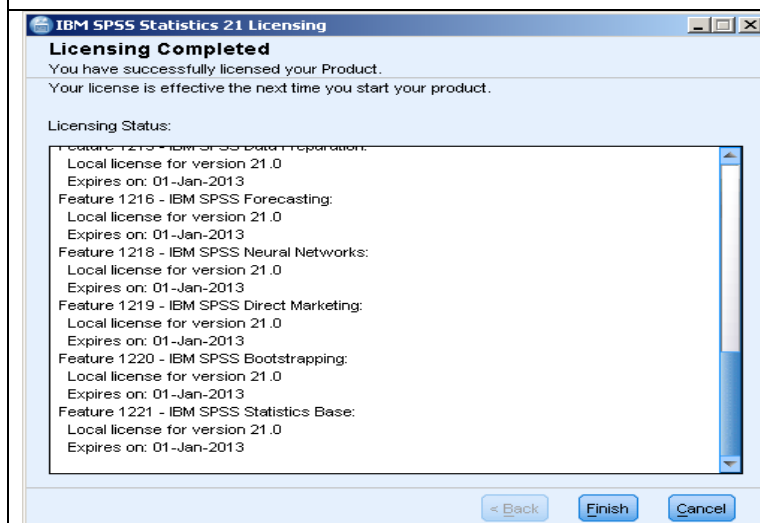 IBM SPSS Statistics 21 Licensing
Licensing Completed
You have successfully licensed your Product.
Your license is effective the next time you start your product.
Licensing Status:
Feature 1215 - IBM SPSS Data Preparation:
Local license for version 21.0
Expires on: 01-Jan-2013
Feature 1216 - IBM SPSS Forecasting:
Local license for version 21.0
Expires on: 01-Jan-2013
Feature 1218 - IBM SPSS Neural Networks:
Local license for version 21.0
Expires on: 01-Jan-2013
Feature 1219 - IBM SPSS Direct Marketing:
Local license for version 21.0
Expires on: 01-Jan-2013
Feature 1220 - IBM SPSS Bootstrapping:
Local license for version 21.0
Expires on: 01-Jan-2013
Feature 1221 - IBM SPSS Statistics Base:
Local license for version 21.0
Expires on: 01-Jan-2013
< Back Finish Cancel